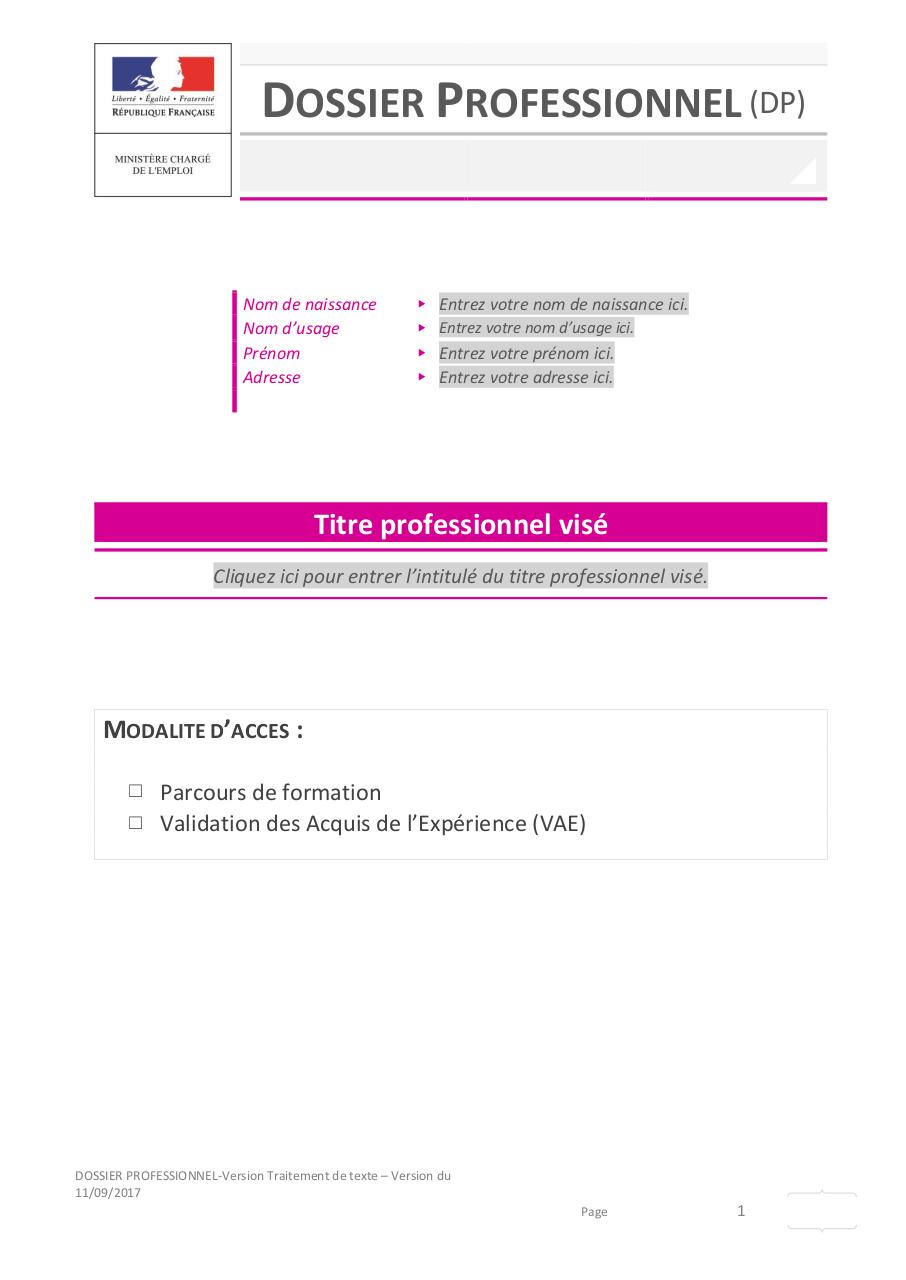 Liberté • Égalité • Fraternité
RÉPUBLIQUE FRANÇAISE
MINISTÈRE CHARGÉ
DE L'EMPLOI
DOSSIER PROFESSIONNEL (DP)
Nom de naissance ▸ Entrez votre nom de naissance ici.
Nom d’usage ▸ Entrez votre nom d’usage ici.
Prénom ▸ Entrez votre prénom ici.
Adresse ▸ Entrez votre adresse ici.
Titre professionnel visé
Cliquez ici pour entrer l’intitulé du titre professionnel visé.
MODALITE D’ACCES :
☐ Parcours de formation
☐ Validation des Acquis de l’Expérience (VAE)
DOSSIER PROFESSIONNEL-Version Traitement de texte – Version du
11/09/2017
Page 1